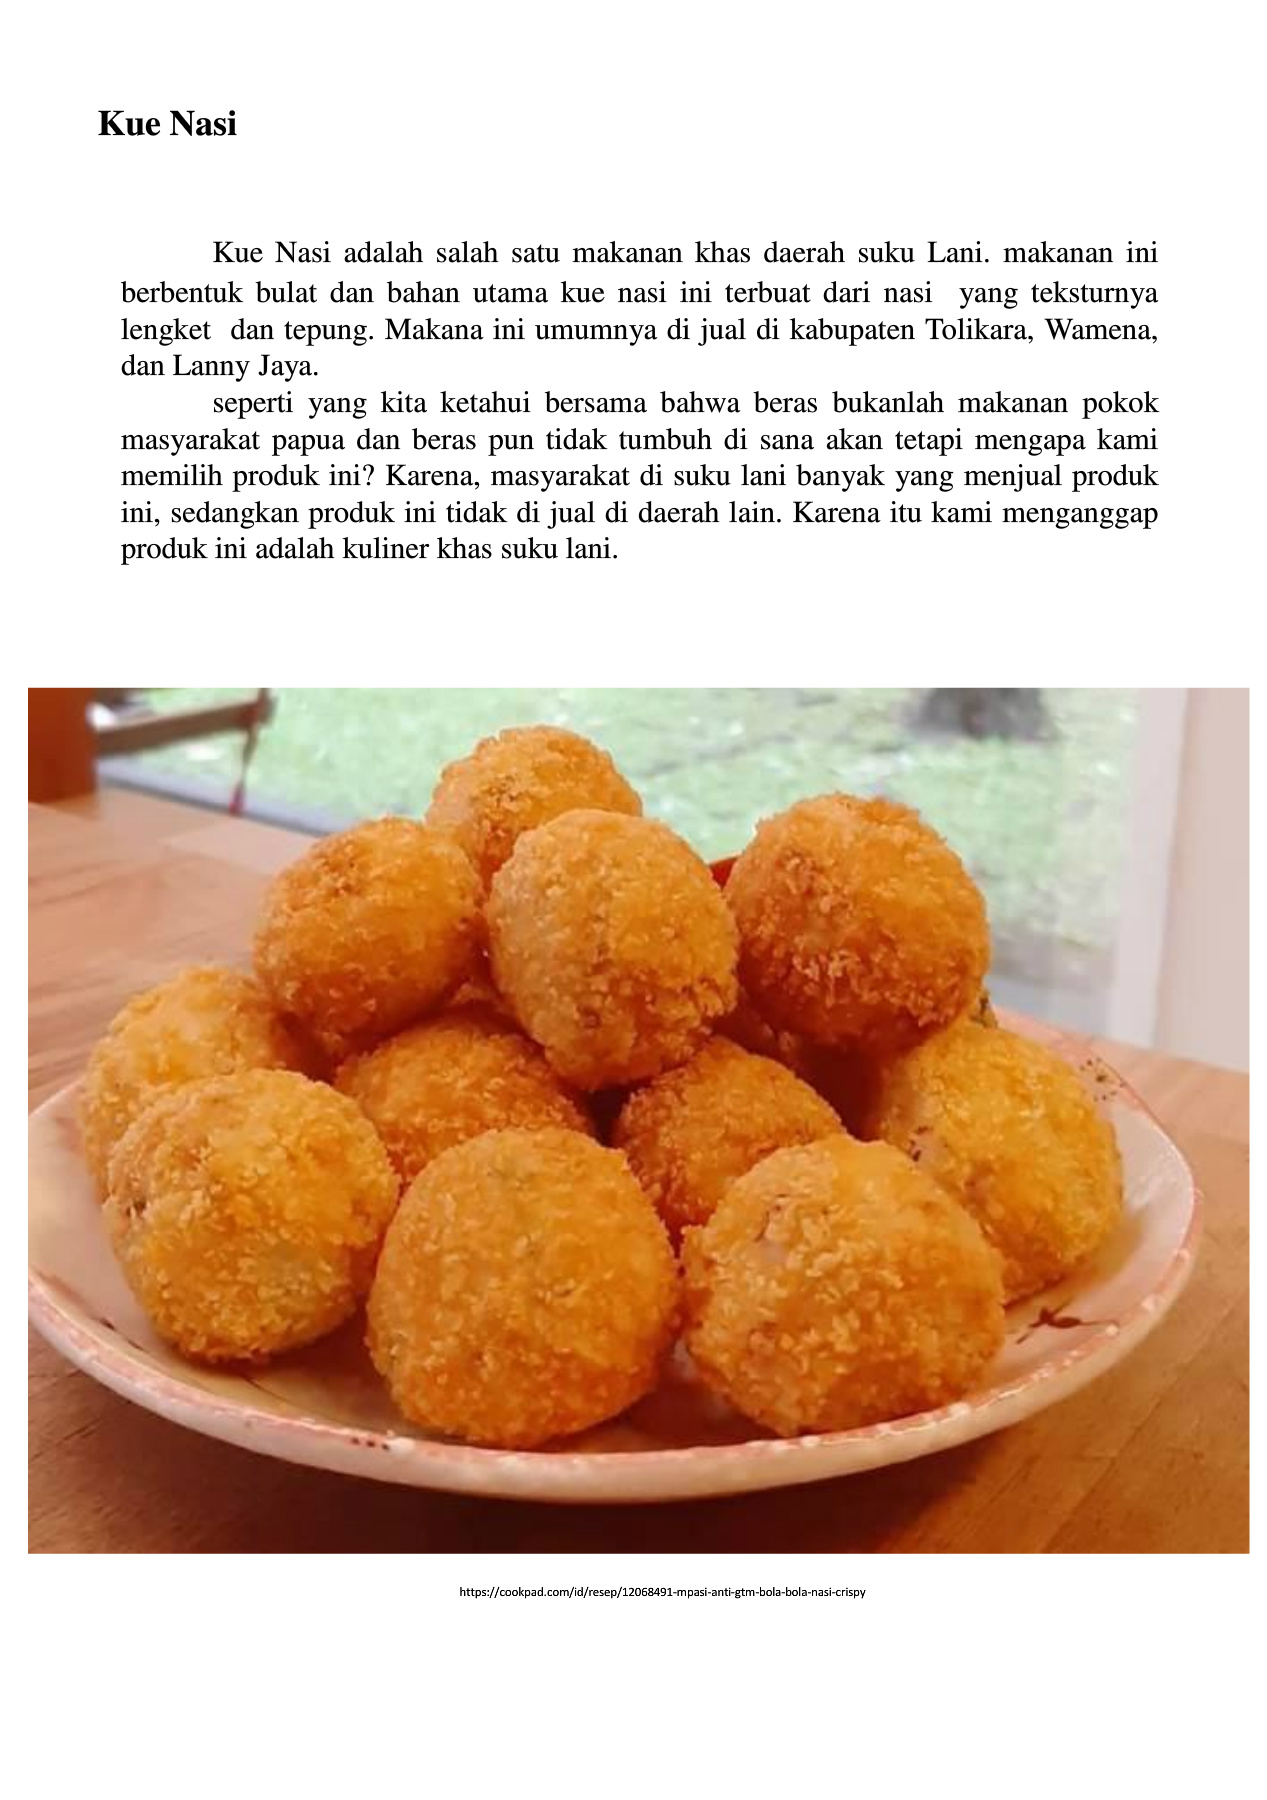 Kue Nasi
Kue Nasi adalah salah satu makanan khas daerah suku Lani. makanan ini
berbentuk bulat dan bahan utama kue nasi ini terbuat dari nasi  yang teksturnya
lengket  dan tepung. Makana ini umumnya di jual di kabupaten Tolikara, Wamena,
dan Lanny Jaya.
seperti yang kita ketahui bersama bahwa beras bukanlah makanan pokok
masyarakat papua dan beras pun tidak tumbuh di sana akan tetapi mengapa kami
memilih produk ini? Karena, masyarakat di suku lani banyak yang menjual produk
ini, sedangkan produk ini tidak di jual di daerah lain. Karena itu kami menganggap
produk ini adalah kuliner khas suku lani.
https://cookpad.com/id/resep/12068491-mpasi-anti-gtm-bola-bola-nasi-crispy